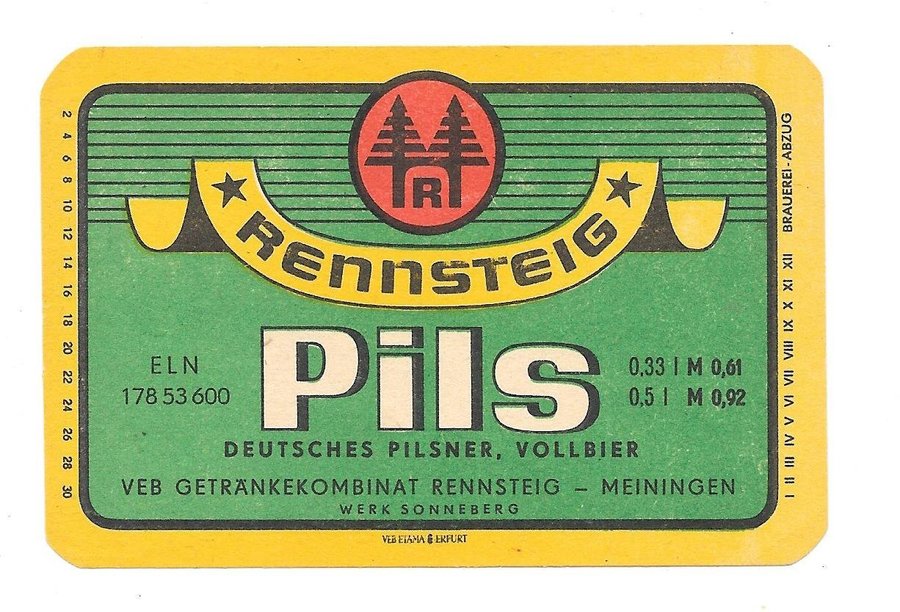 R
RENNSTEIG
Pils
ELN
178 53 600
0,33 l M 0,61
0,5 l M 0,92
DEUTSCHES PILSNER, VOLLBIER
VEB GETRÄNKEKOMBINAT RENNSTEIG – MEININGEN
WERK SONNEBERG
2 4 6 8 10 12 14 16 18 20 22 24 26 28 30
I II III IV V VI VII VIII IX X XI XII BRAUEREI-ABZUG
VEB ETAMA ERFURT